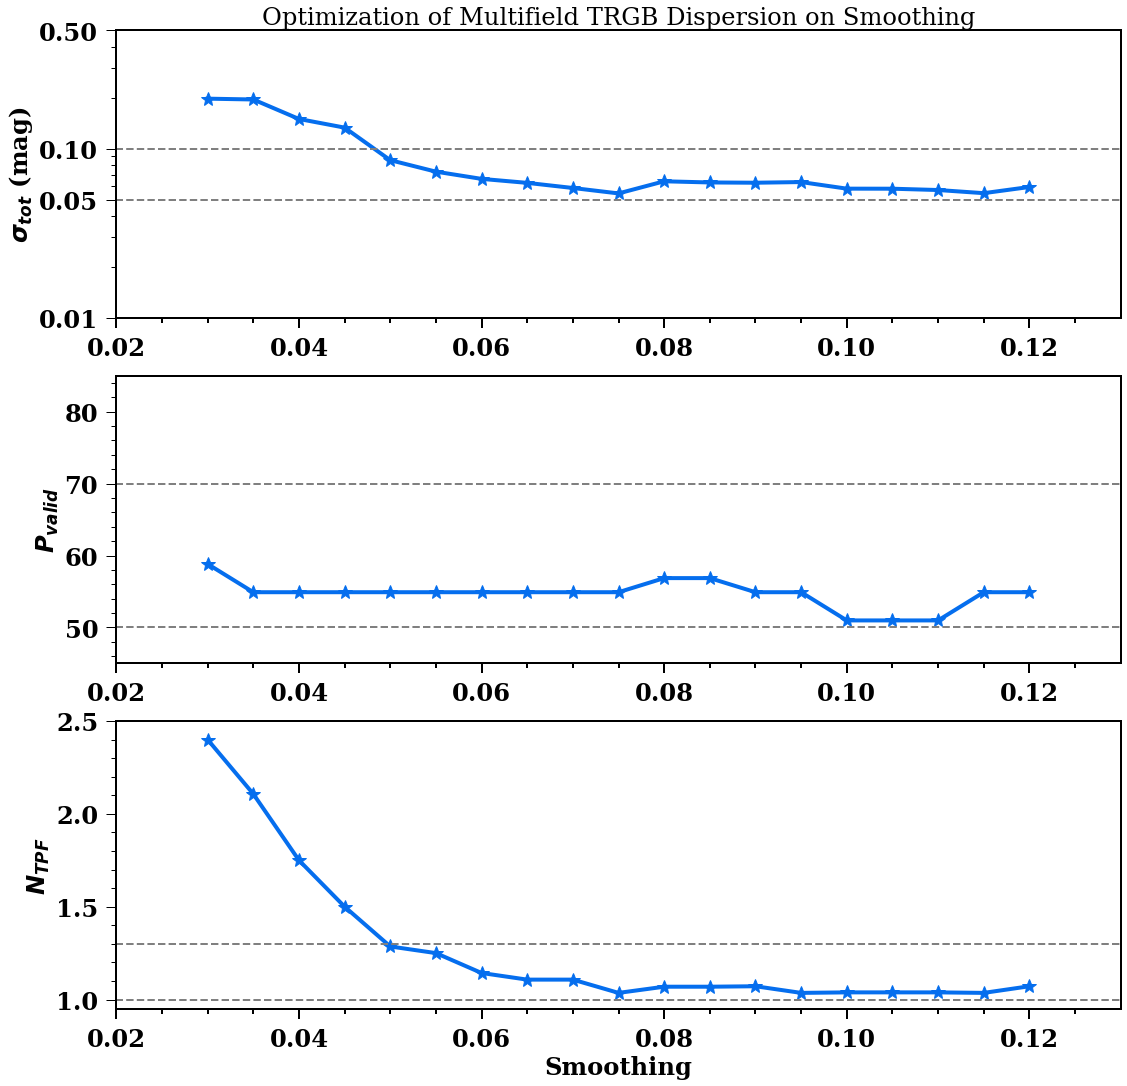 Optimization of Multifield TRGB Dispersion on Smoothing
σtot (mag)
0.50
0.10
0.05
0.01
0.02 0.04 0.06 0.08 0.10 0.12
Pvalid
80
70
60
50
0.02 0.04 0.06 0.08 0.10 0.12
NTPF
2.5
2.0
1.5
1.0
0.02 0.04 0.06 0.08 0.10 0.12
Smoothing